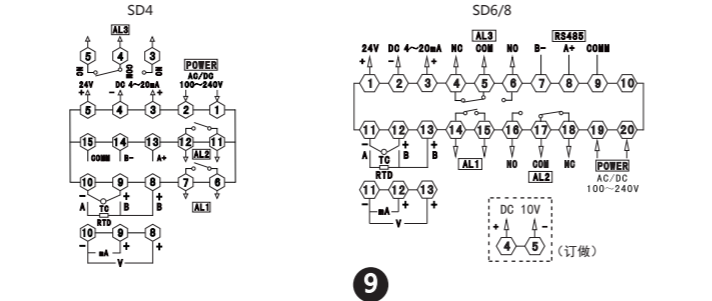 SD4
AL3
5 4 3
NC COM NO
POWER
AC/DC
100~240V
24V DC 4~20mA
+ - +
5 4 3 2 1
15 14 13 12 11
COMM B- A+
AL2
10 9 8 7 6
- + +
A TC B B
RTD
AL1
10 9 8
- + +
mA
V
SD6/8
AL3 RS485
24V DC 4~20mA NC COM NO B- A+ COMM
+ - +
1 2 3 4 5 6 7 8 9 10
11 12 13 14 15 16 17 18 19 20
- + +
A TC B B
RTD
AL1 NO COM NC
AL2
POWER
AC/DC
100~240V
11 12 13
- + +
mA
V
DC 10V
+ -
4 5
(订做)
9